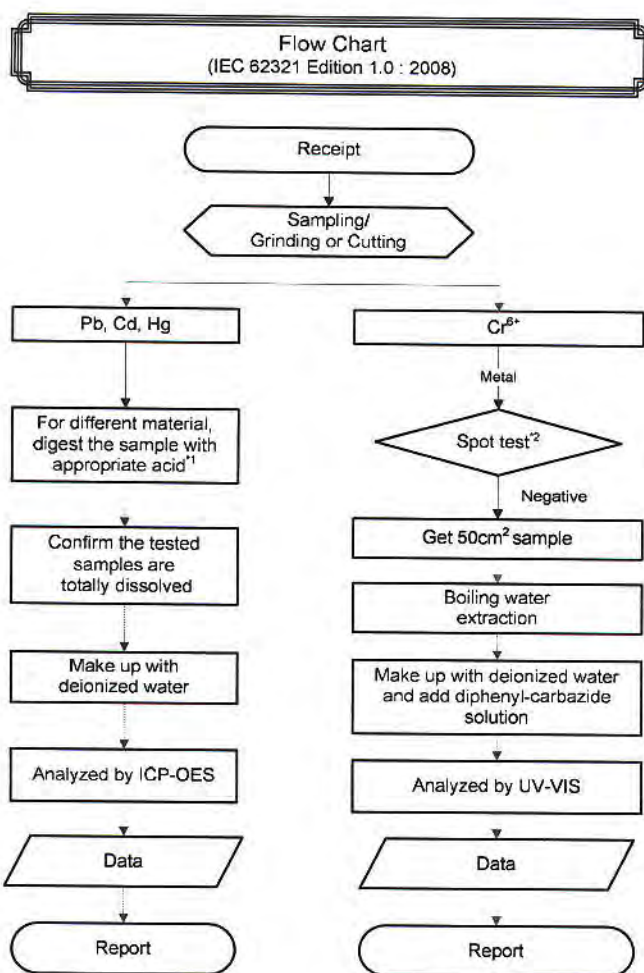 Flow Chart
(IEC 62321 Edition 1.0 : 2008)
Receipt
Sampling/
Grinding or Cutting
Pb, Cd, Hg
For different material,
digest the sample with
appropriate acid*1
Confirm the tested
samples are
totally dissolved
Make up with
deionized water
Analyzed by ICP-OES
Data
Report
Cr6+
Metal
Spot test*2
Negative
Get 50cm2 sample
Boiling water
extraction
Make up with deionized water
and add diphenyl-carbazide
solution
Analyzed by UV-VIS
Data
Report